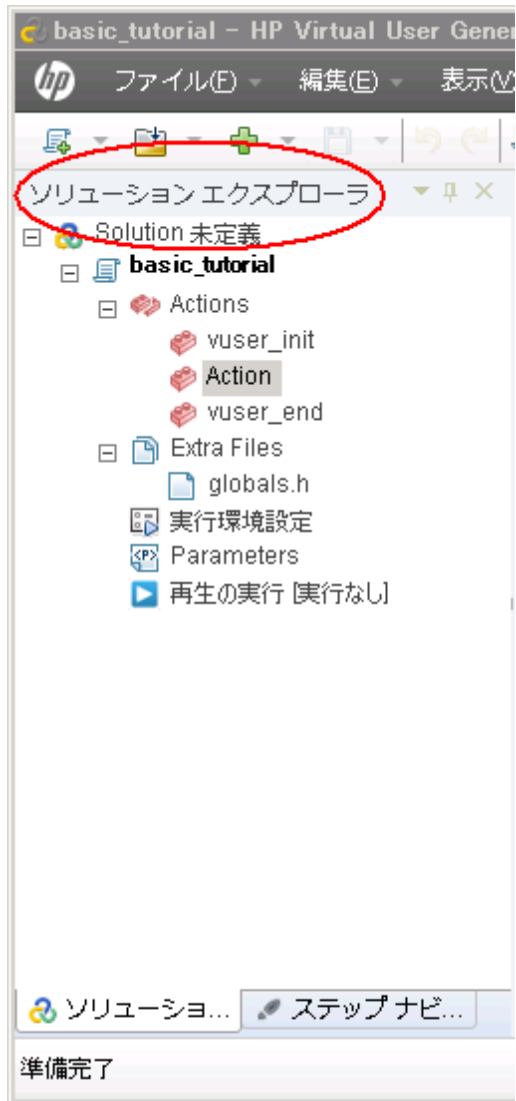 basic_tutorial - HP Virtual User Gener
hp ファイル(F) 編集(E) 表示(V
ソリューション エクスプローラ
Solution 未定義
basic_tutorial
Actions
vuser_init
Action
vuser_end
Extra Files
globals.h
実行環境設定
<P> Parameters
再生の実行 [実行なし]
ソリューショ... ステップ ナビ...
準備完了